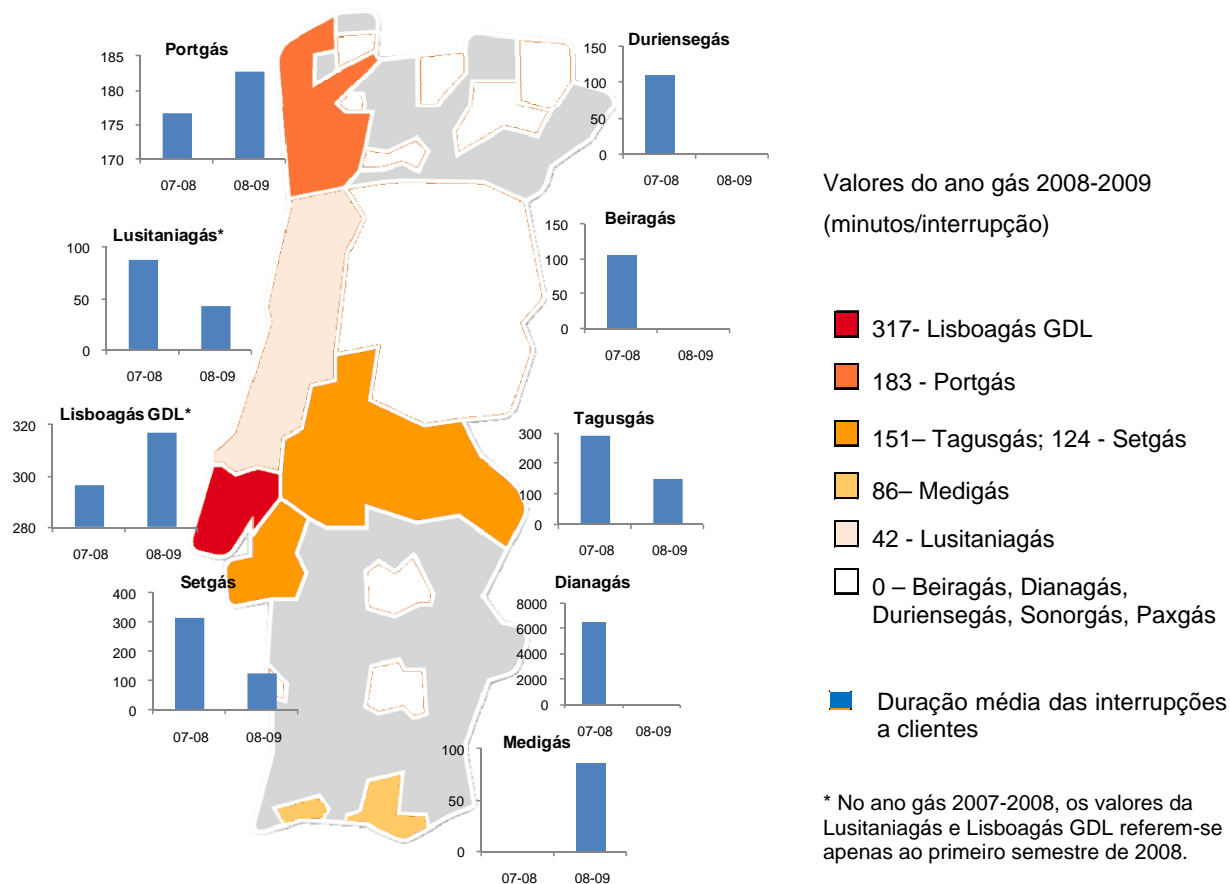 Portgás
185
180
175
170
07-08 08-09
Duriensegás
150
100
50
0
07-08 08-09
Lusitaniagás*
100
50
0
07-08 08-09
Beiragás
150
100
50
0
07-08 08-09
Lisboagás GDL*
320
300
280
07-08 08-09
Tagusgás
300
200
100
0
07-08 08-09
Setgás
400
300
200
100
0
07-08 08-09
Dianagás
8000
6000
4000
2000
0
07-08 08-09
Medigás
100
50
0
07-08 08-09
Valores do ano gás 2008-2009
(minutos/interrupção)
317- Lisboagás GDL
183 - Portgás
151– Tagusgás; 124 - Setgás
86– Medigás
42 - Lusitaniagás
0 – Beiragás, Dianagás,
Duriensegás, Sonorgás, Paxgás
Duração média das interrupções
a clientes
* No ano gás 2007-2008, os valores da
Lusitaniagás e Lisboagás GDL referem-se
apenas ao primeiro semestre de 2008.